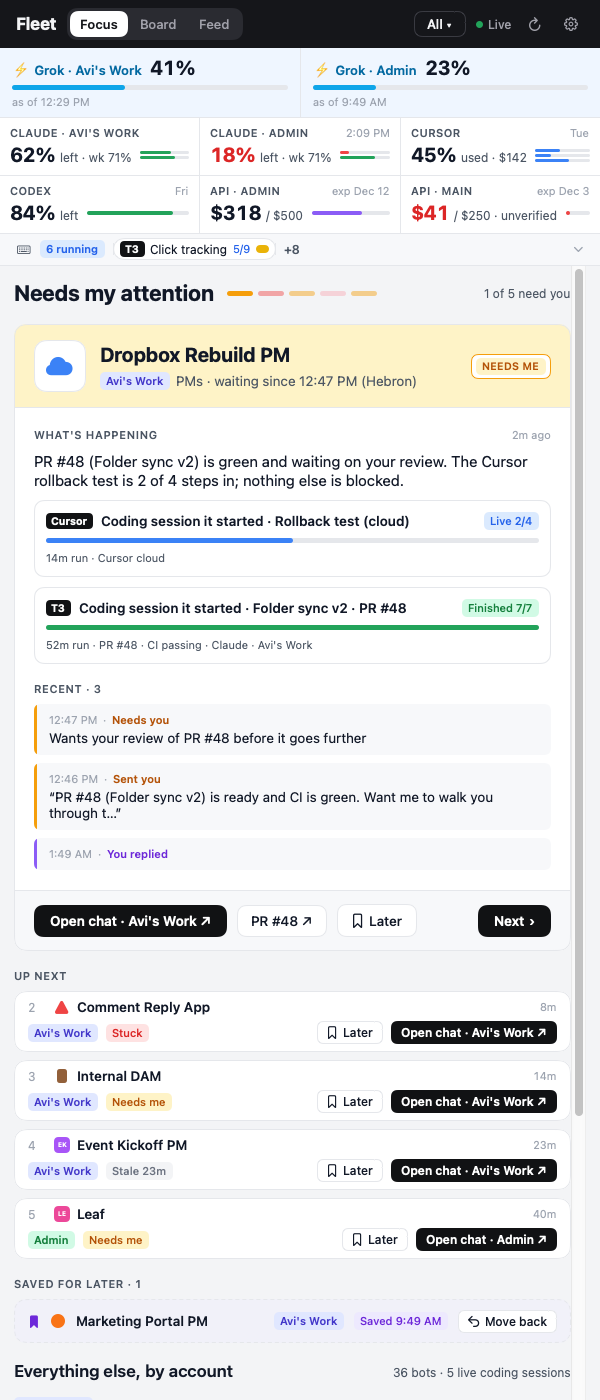 Fleet Focus Board Feed All ▾ Live
⚡ Grok · Avi's Work 41%
as of 12:29 PM
⚡ Grok · Admin 23%
as of 9:49 AM
CLAUDE · AVI'S WORK
62% left · wk 71%
CLAUDE · ADMIN 2:09 PM
18% left · wk 71%
CURSOR Tue
45% used · $142
CODEX Fri
84% left
API · ADMIN exp Dec 12
$318 / $500
API · MAIN exp Dec 3
$41 / $250 · unverified
6 running T3 Click tracking 5/9 +8
Needs my attention 1 of 5 need you
Dropbox Rebuild PM
Avi's Work PMs · waiting since 12:47 PM (Hebron)
NEEDS ME
WHAT'S HAPPENING 2m ago
PR #48 (Folder sync v2) is green and waiting on your review. The Cursor
rollback test is 2 of 4 steps in; nothing else is blocked.
Cursor Coding session it started · Rollback test (cloud) Live 2/4
14m run · Cursor cloud
T3 Coding session it started · Folder sync v2 · PR #48 Finished 7/7
52m run · PR #48 · CI passing · Claude · Avi's Work
RECENT · 3
12:47 PM · Needs you
Wants your review of PR #48 before it goes further
12:46 PM · Sent you
“PR #48 (Folder sync v2) is ready and CI is green. Want me to walk you
through t…”
1:49 AM · You replied
Open chat · Avi's Work ↗ PR #48 ↗ Later Next ›
UP NEXT
2 Comment Reply App 8m
Avi's Work Stuck Later Open chat · Avi's Work ↗
3 Internal DAM 14m
Avi's Work Needs me Later Open chat · Avi's Work ↗
4 EK Event Kickoff PM 23m
Avi's Work Stale 23m Later Open chat · Avi's Work ↗
5 LE Leaf 40m
Admin Needs me Later Open chat · Admin ↗
SAVED FOR LATER · 1
Marketing Portal PM Avi's Work Saved 9:49 AM Move back
Everything else, by account 36 bots · 5 live coding sessions